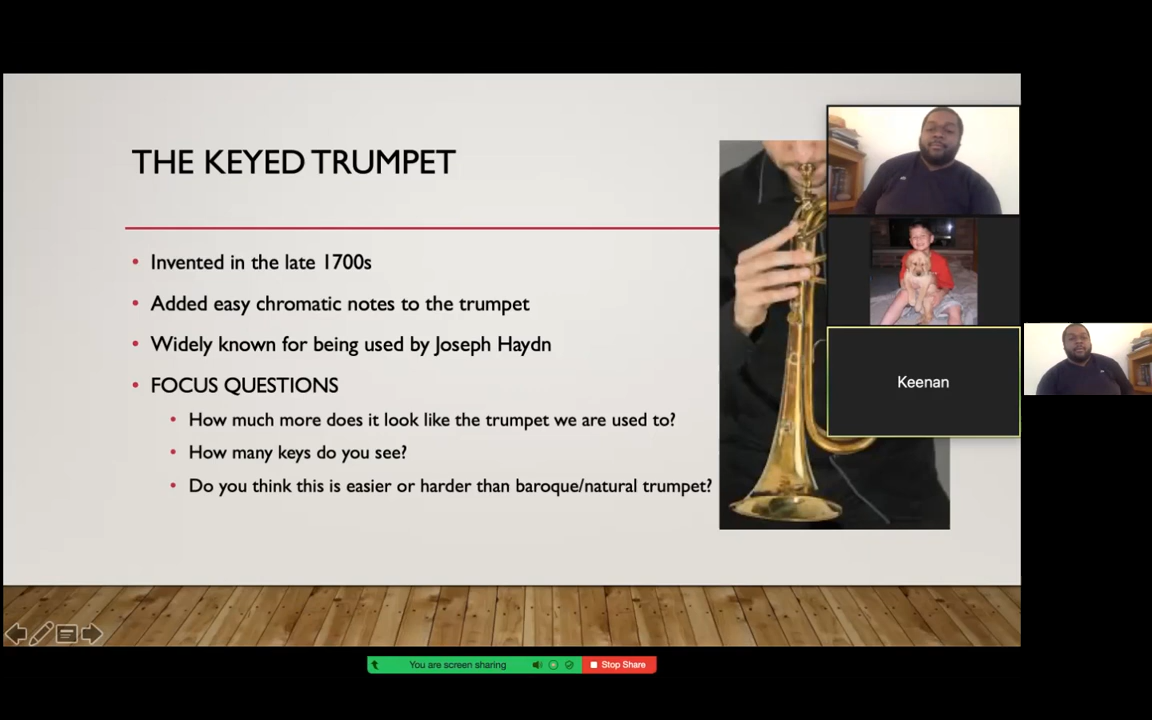 THE KEYED TRUMPET
Invented in the late 1700s
Added easy chromatic notes to the trumpet
Widely known for being used by Joseph Haydn
FOCUS QUESTIONS
How much more does it look like the trumpet we are used to?
How many keys do you see?
Do you think this is easier or harder than baroque/natural trumpet?
Keenan
You are screen sharing
Stop Share